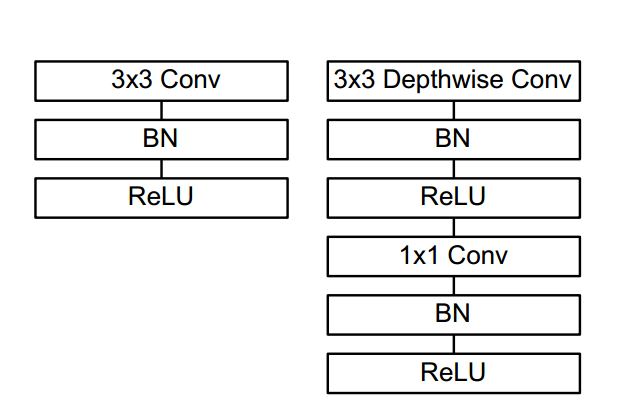 3x3 Conv
BN
ReLU
3x3 Depthwise Conv
BN
ReLU
1x1 Conv
BN
ReLU